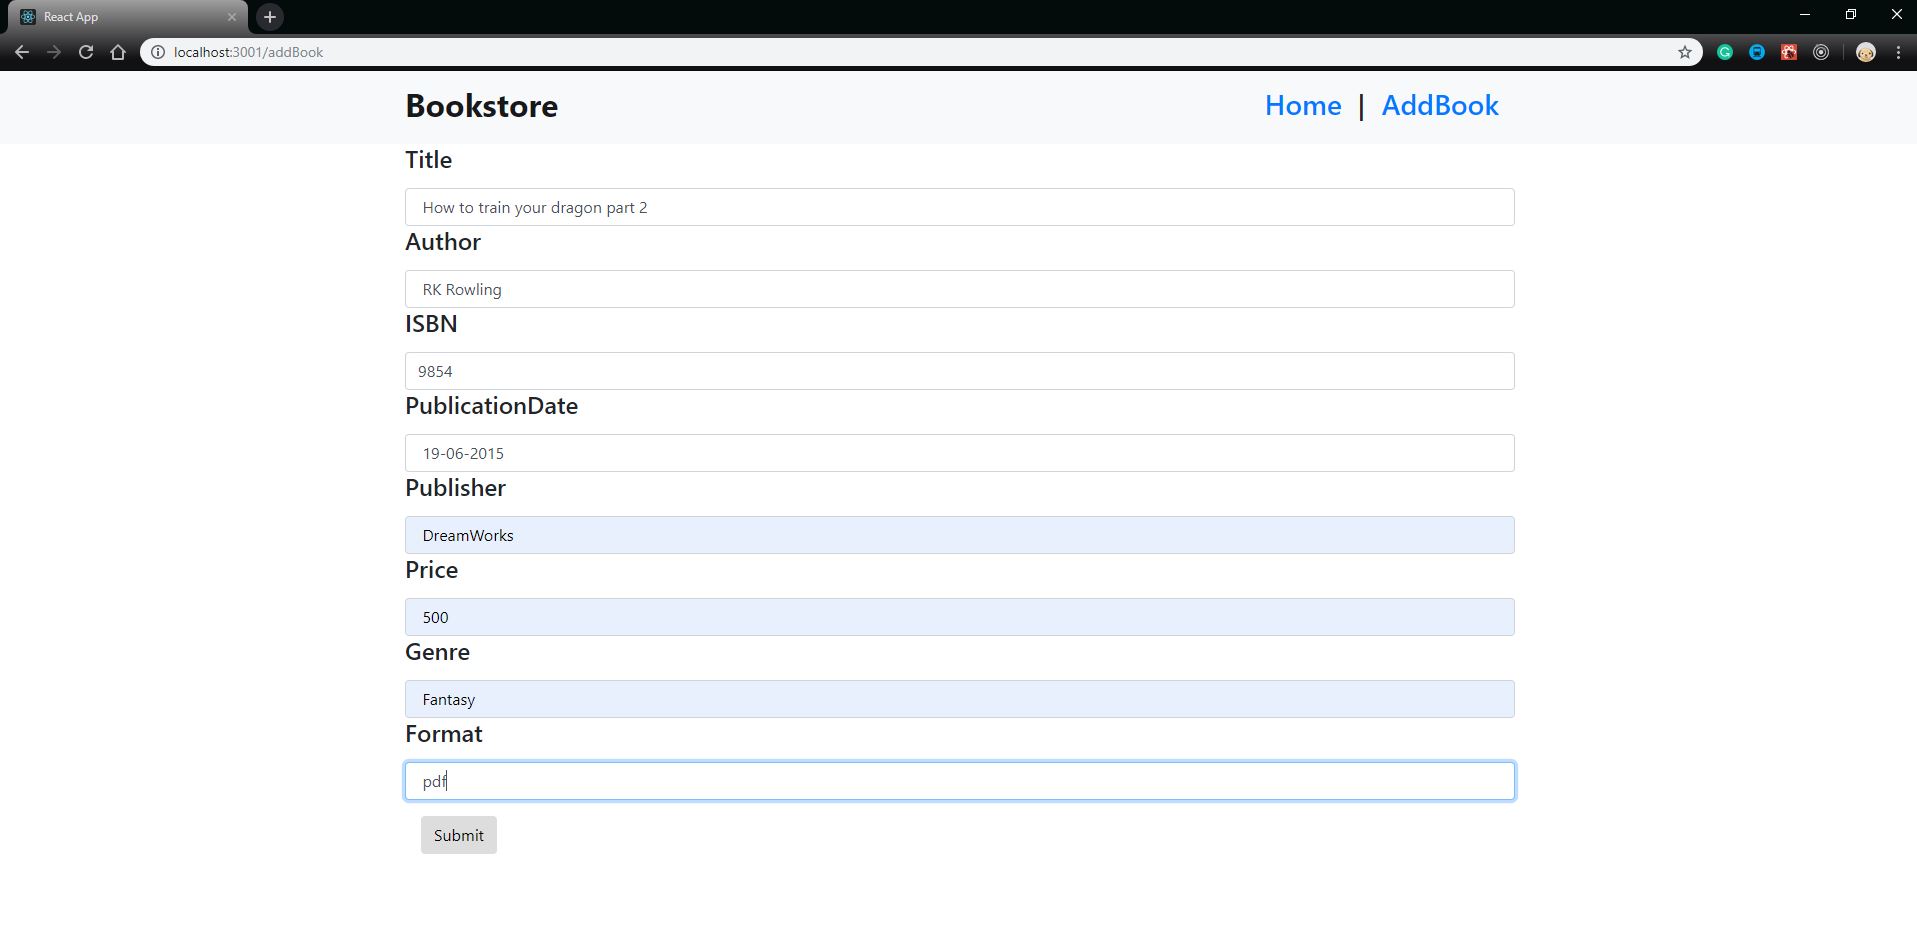 React App
localhost:3001/addBook
Bookstore
Home | AddBook
Title
How to train your dragon part 2
Author
RK Rowling
ISBN
9854
PublicationDate
19-06-2015
Publisher
DreamWorks
Price
500
Genre
Fantasy
Format
pdf
Submit